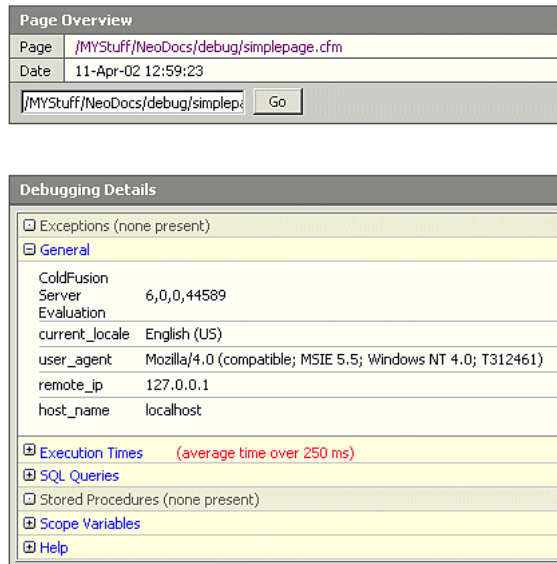 Page Overview
Page /MYStuff/NeoDocs/debug/simplepage.cfm
Date 11-Apr-02 12:59:23
/MYStuff/NeoDocs/debug/simplepa Go
Debugging Details
Exceptions (none present)
General
ColdFusion
Server 6,0,0,44589
Evaluation
current_locale English (US)
user_agent Mozilla/4.0 (compatible; MSIE 5.5; Windows NT 4.0; T312461)
remote_ip 127.0.0.1
host_name localhost
Execution Times (average time over 250 ms)
SQL Queries
Stored Procedures (none present)
Scope Variables
Help